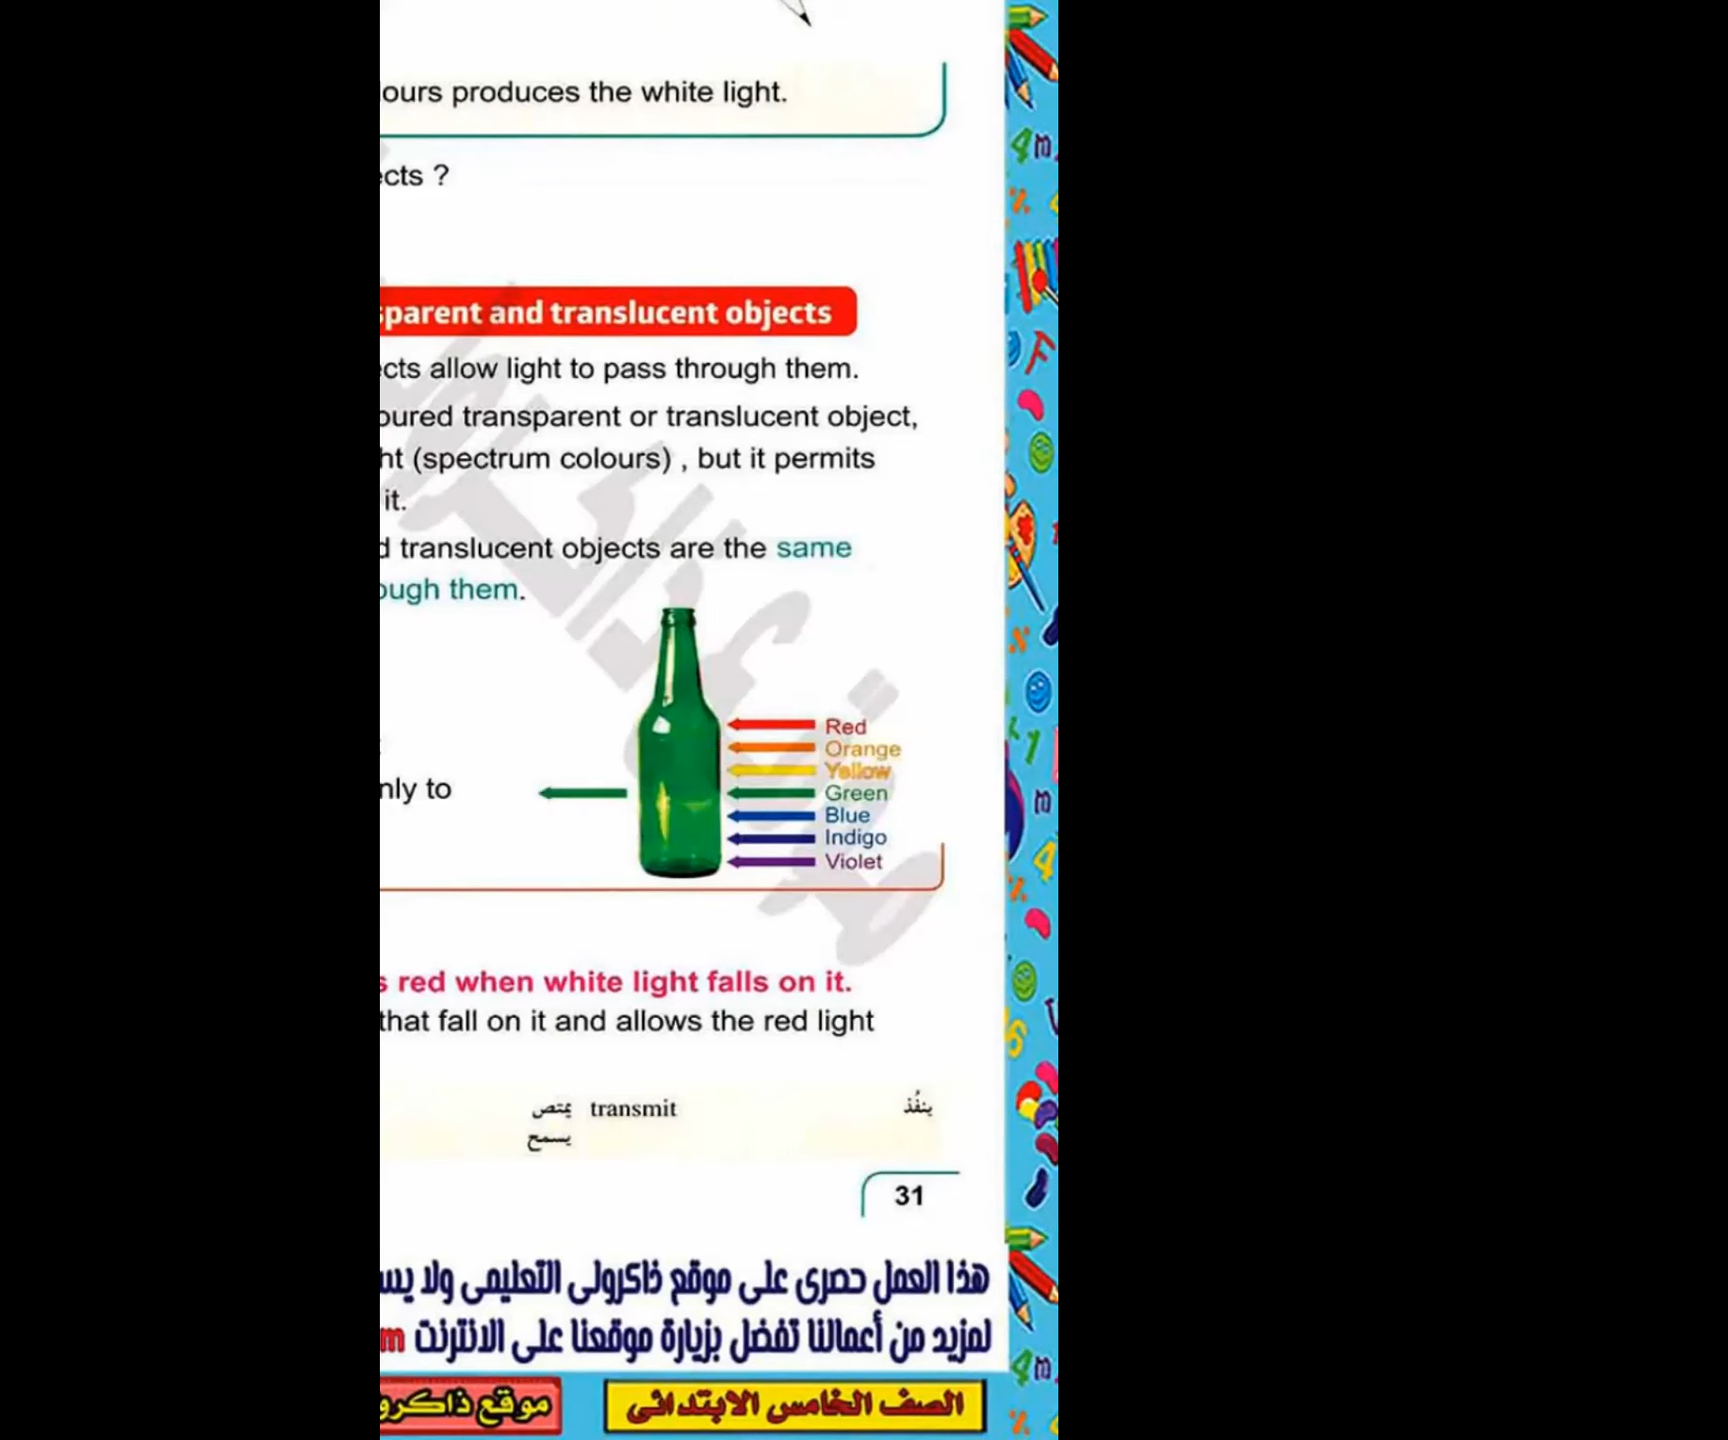 ours produces the white light.
cts ?
parent and translucent objects
cts allow light to pass through them.
oured transparent or translucent object,
ht (spectrum colours) , but it permits
it.
d translucent objects are the same
ough them.
Red
Orange
Yellow
nly to
Green
Blue
Indigo
Violet
s red when white light falls on it.
that fall on it and allows the red light
يمتص transmit ينفُذ
يسمح
31
هذا العمل حصرى على موقع ذاكرولى التعليمى ولا يس
لمزيد من أعمالنا تفضل بزيارة موقعنا على الانترنت m
الصف الخامس الابتدائى
موقع ذاكرو